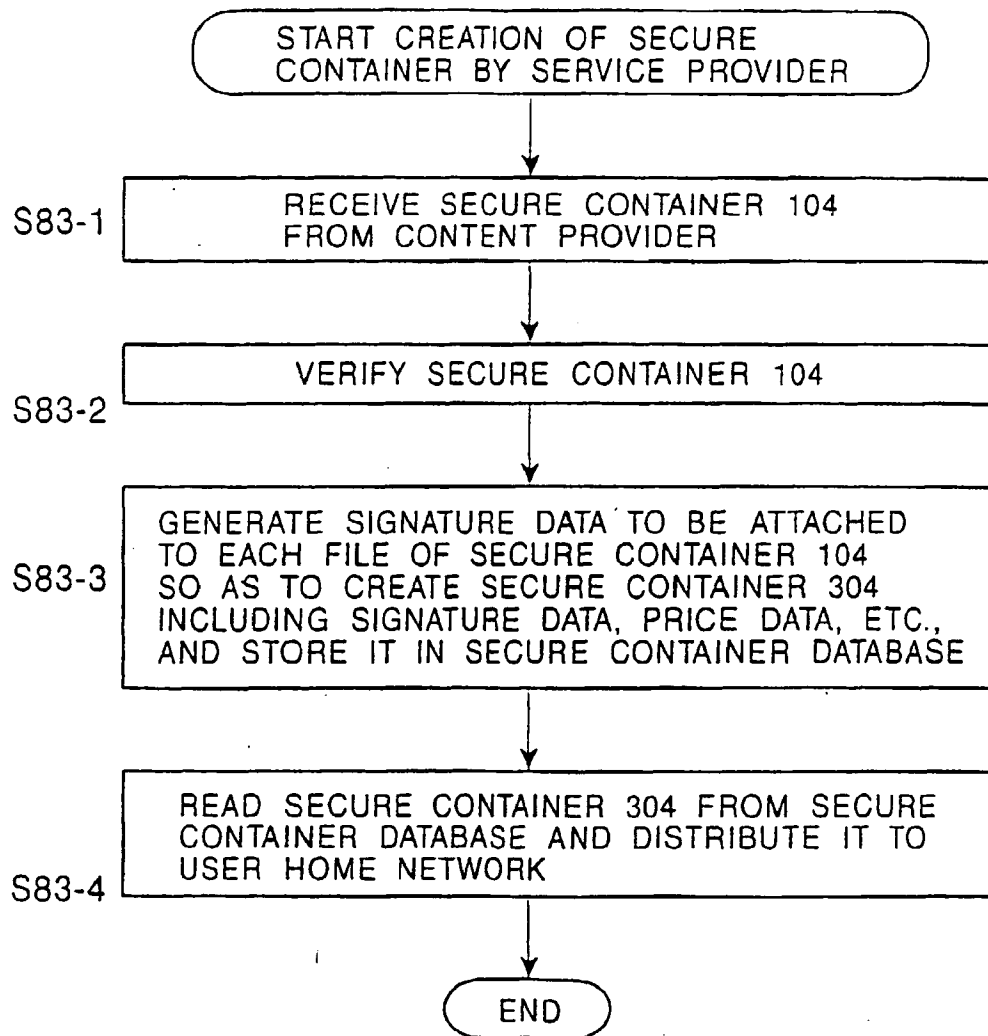 START CREATION OF SECURE
CONTAINER BY SERVICE PROVIDER
S83-1
RECEIVE SECURE CONTAINER 104
FROM CONTENT PROVIDER
S83-2
VERIFY SECURE CONTAINER 104
S83-3
GENERATE SIGNATURE DATA TO BE ATTACHED
TO EACH FILE OF SECURE CONTAINER 104
SO AS TO CREATE SECURE CONTAINER 304
INCLUDING SIGNATURE DATA, PRICE DATA, ETC.,
AND STORE IT IN SECURE CONTAINER DATABASE
S83-4
READ SECURE CONTAINER 304 FROM SECURE
CONTAINER DATABASE AND DISTRIBUTE IT TO
USER HOME NETWORK
END